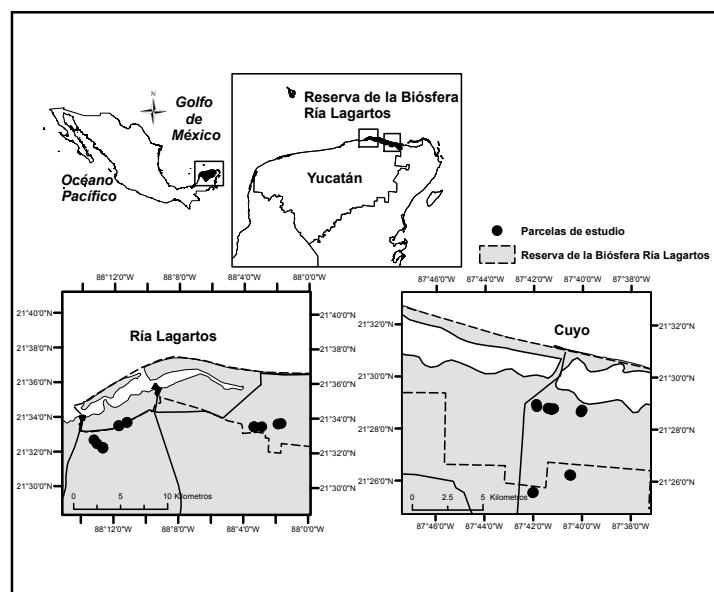 N
Golfo
de
México
Océano
Pacífico
Reserva de la Biósfera
Ría Lagartos
Yucatán
Parcelas de estudio
Reserva de la Biósfera Ría Lagartos
88°12'0"W 88°8'0"W 88°4'0"W 88°0'0"W
21°40'0"N 21°40'0"N
Ría Lagartos
21°38'0"N 21°38'0"N
21°36'0"N 21°36'0"N
21°34'0"N 21°34'0"N
21°32'0"N 21°32'0"N
21°30'0"N 21°30'0"N
0 5 10 Kilometros
88°12'0"W 88°8'0"W 88°4'0"W 88°0'0"W
87°46'0"W 87°44'0"W 87°42'0"W 87°40'0"W 87°38'0"W
21°32'0"N 21°32'0"N
Cuyo
21°30'0"N 21°30'0"N
21°28'0"N 21°28'0"N
21°26'0"N 21°26'0"N
0 2.5 5 Kilometros
87°46'0"W 87°44'0"W 87°42'0"W 87°40'0"W 87°38'0"W